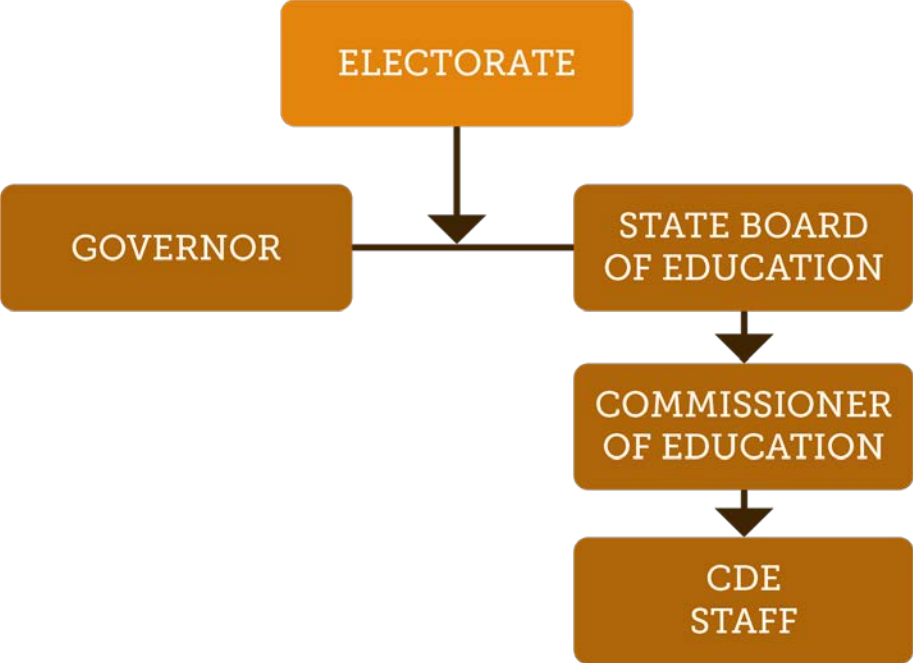 ELECTORATE
GOVERNOR
STATE BOARD
OF EDUCATION
COMMISSIONER
OF EDUCATION
CDE
STAFF